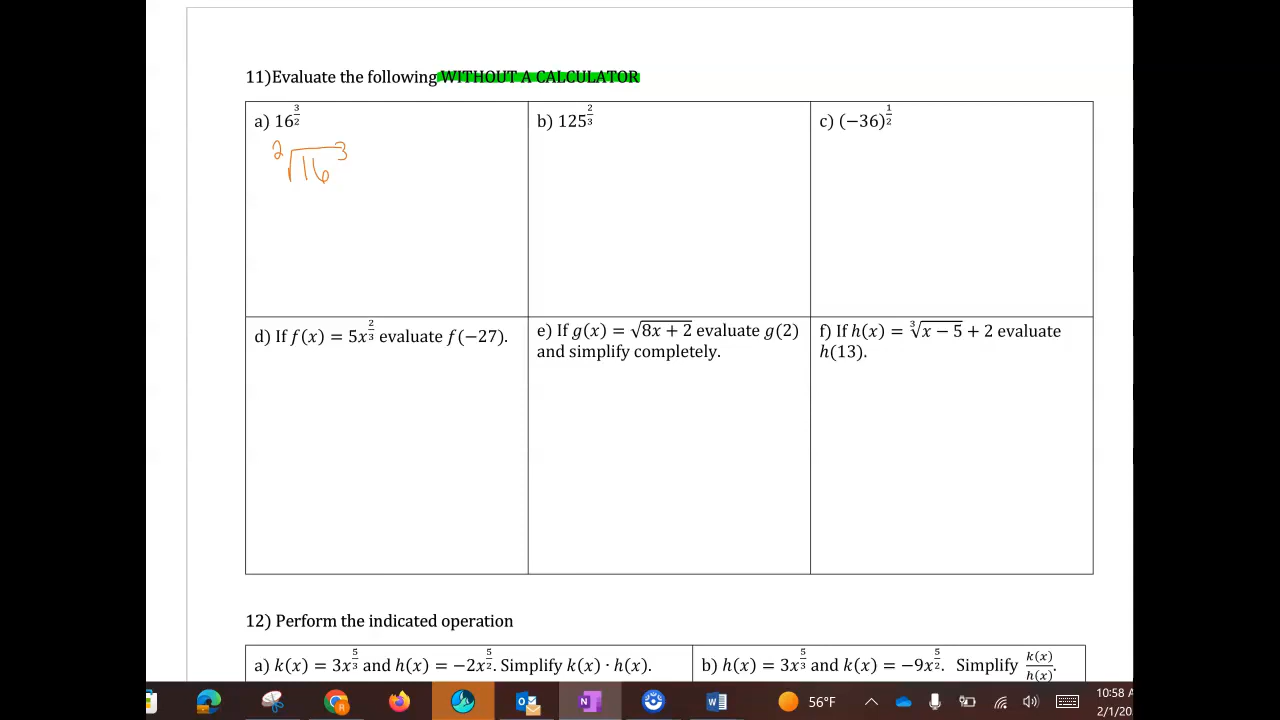 11)Evaluate the following WITHOUT A CALCULATOR
a) 16^{3/2}
b) 125^{2/3}
c) (−36)^{1/2}
2√16 3
d) If f(x) = 5x^{2/3} evaluate f(−27).
e) If g(x) = √(8x + 2) evaluate g(2)
and simplify completely.
f) If h(x) = ∛(x − 5) + 2 evaluate
h(13).
12) Perform the indicated operation
a) k(x) = 3x^{5/3} and h(x) = −2x^{5/2}. Simplify k(x) · h(x).
b) h(x) = 3x^{5/3} and k(x) = −9x^{5/2}. Simplify k(x)/h(x).
56°F
10:58
2/1/20